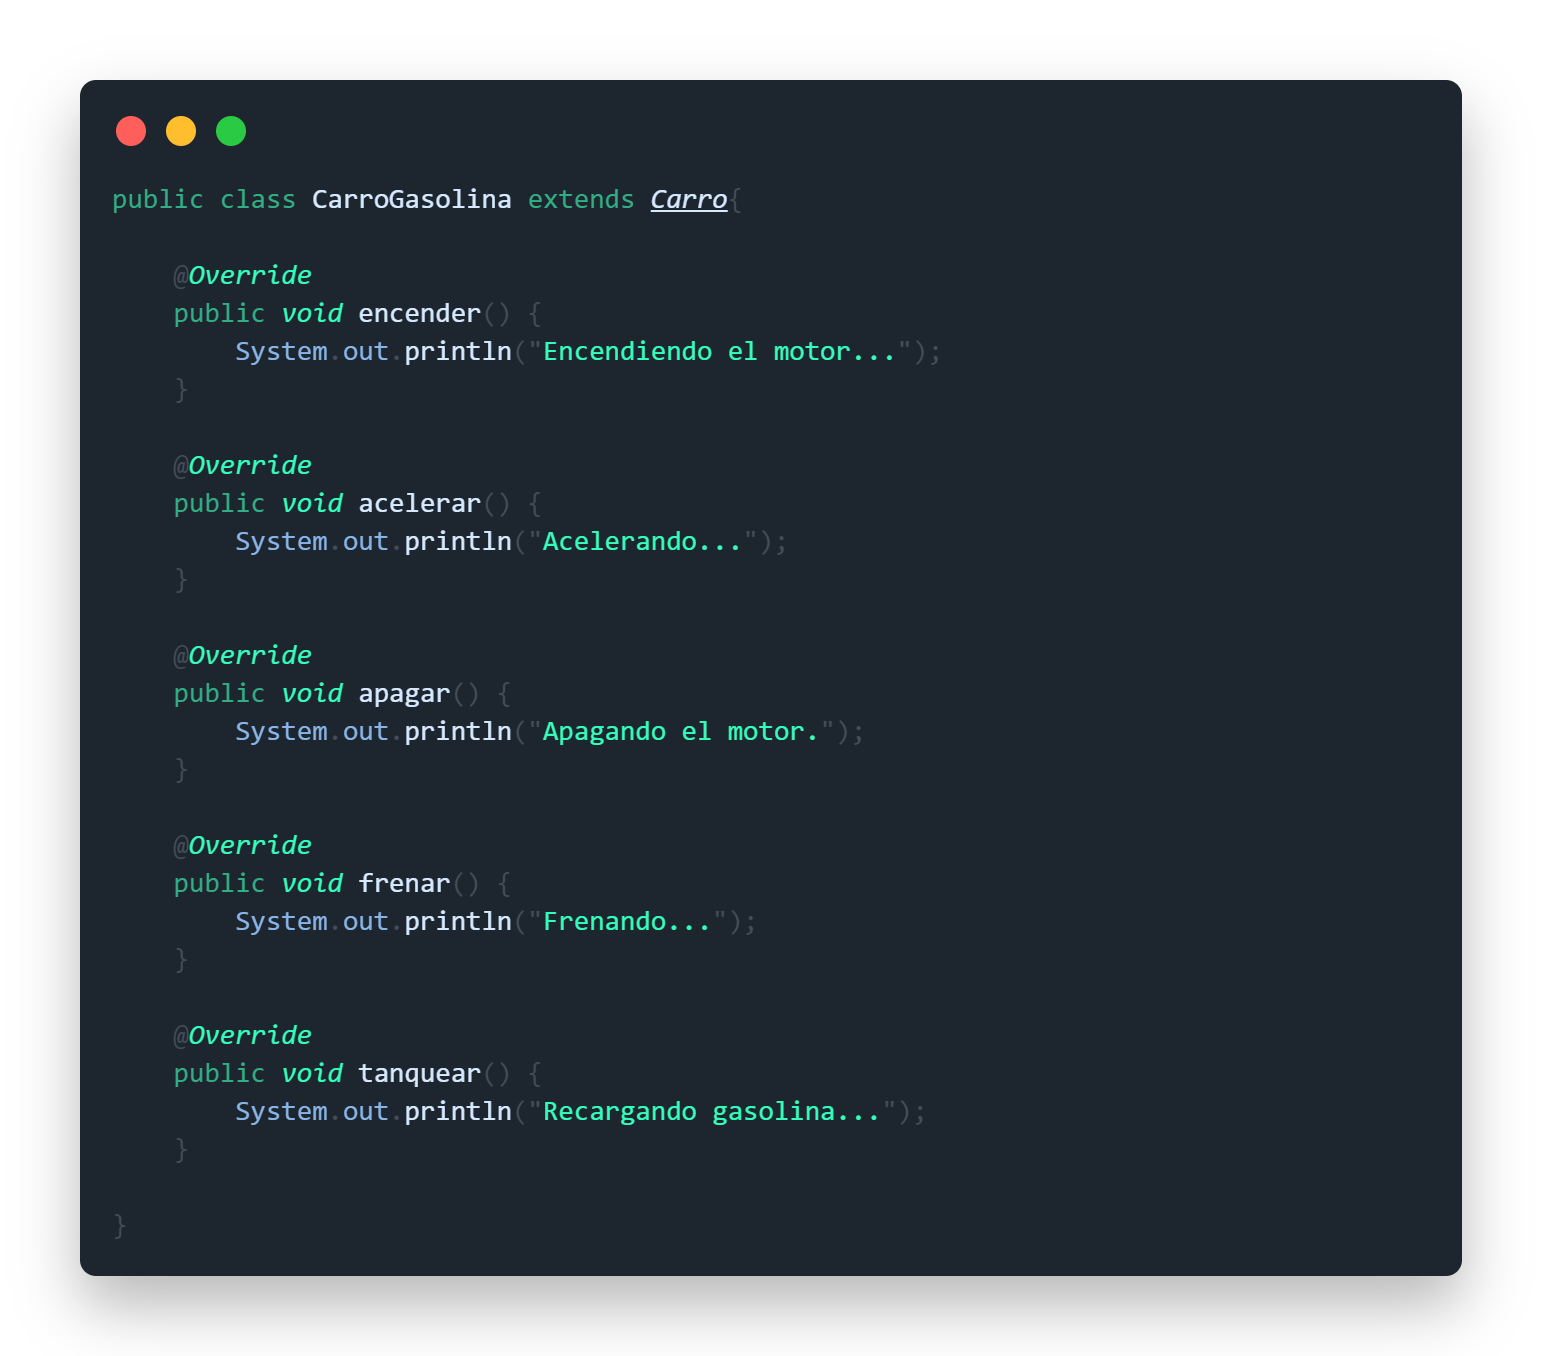 public class CarroGasolina extends Carro{
@Override
public void encender() {
System.out.println("Encendiendo el motor...");
}
@Override
public void acelerar() {
System.out.println("Acelerando...");
}
@Override
public void apagar() {
System.out.println("Apagando el motor.");
}
@Override
public void frenar() {
System.out.println("Frenando...");
}
@Override
public void tanquear() {
System.out.println("Recargando gasolina...");
}
}